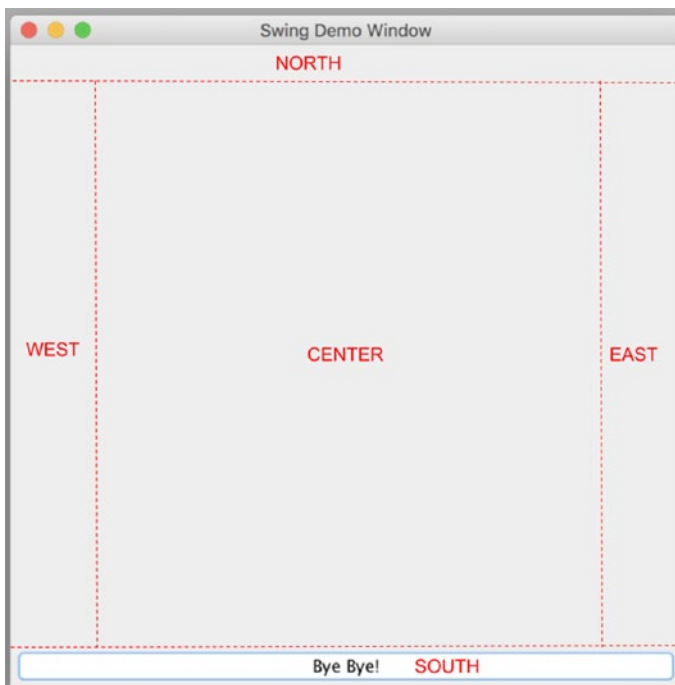 Swing Demo Window
NORTH
WEST
CENTER
EAST
Bye Bye! SOUTH